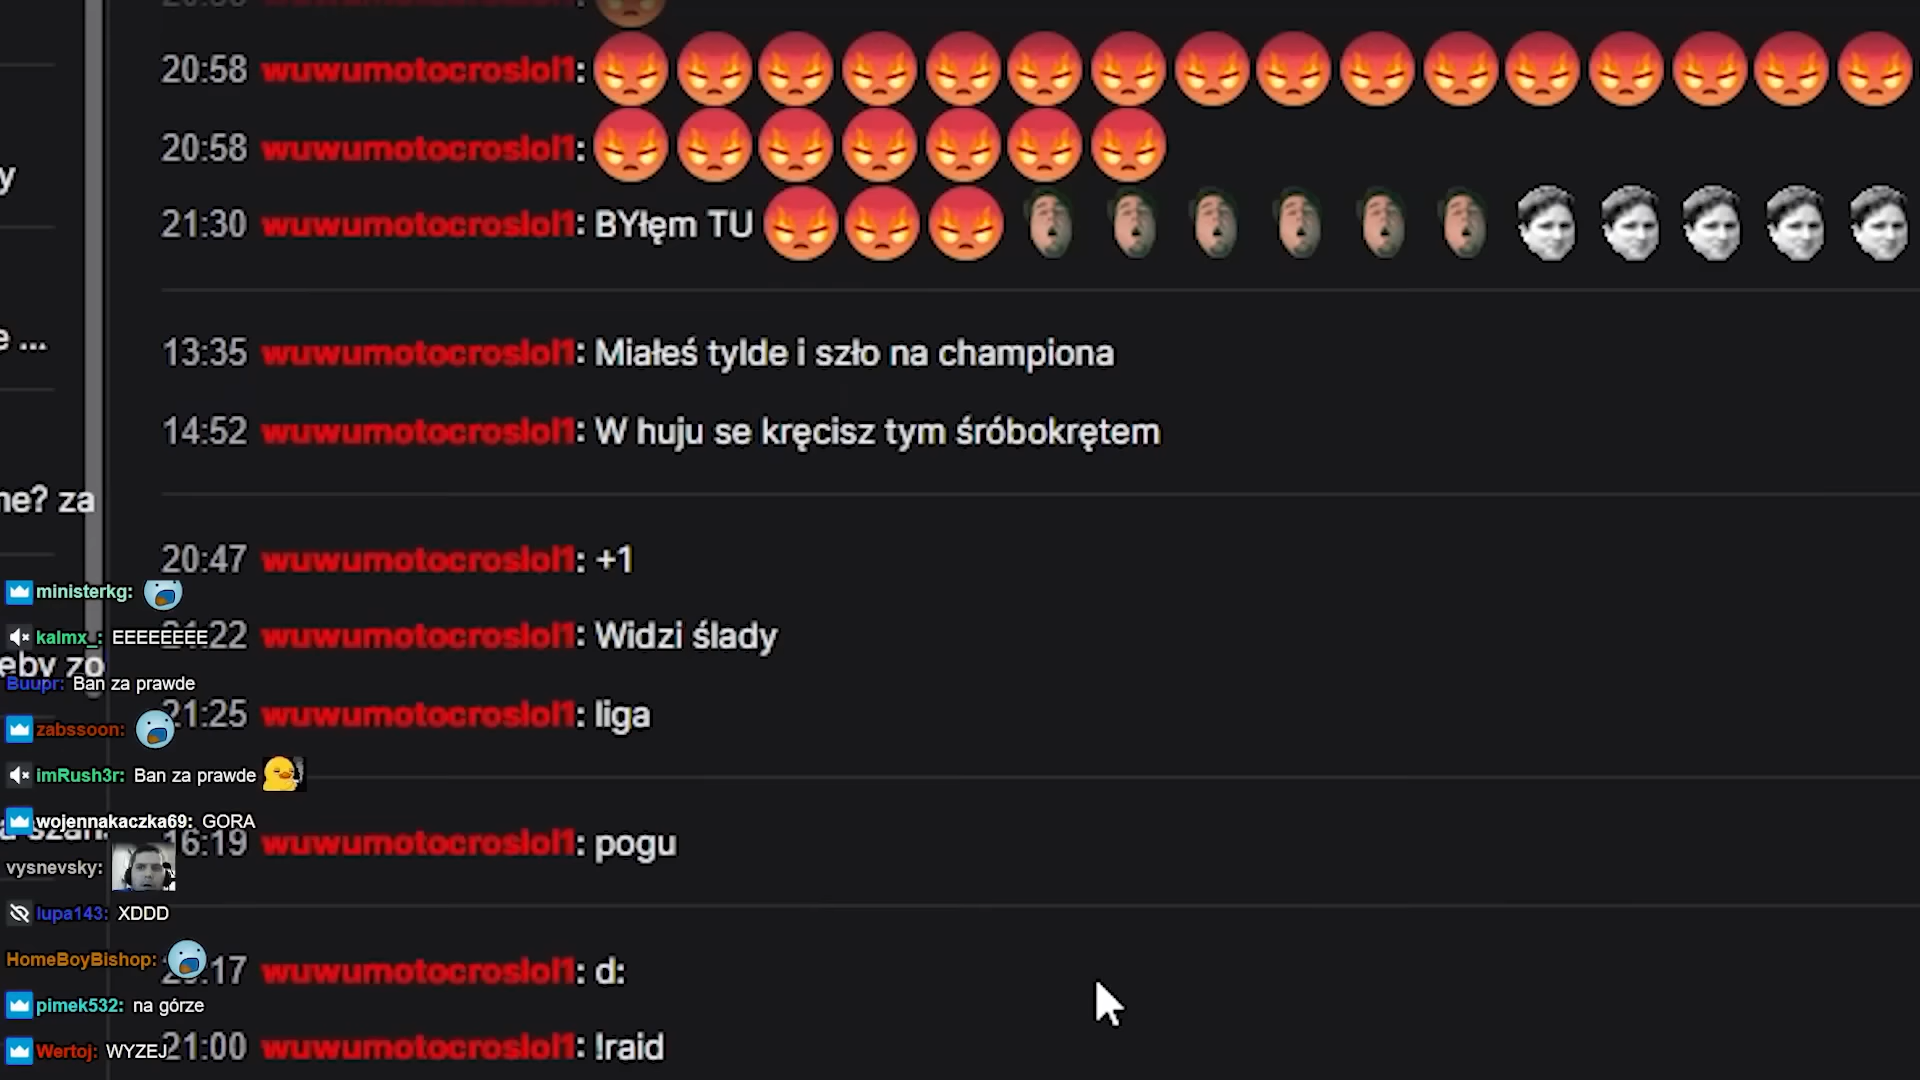 20:58 wuwumotocroslol1:
20:58 wuwumotocroslol1:
21:30 wuwumotocroslol1: BYłęm TU
13:35 wuwumotocroslol1: Miałeś tylde i szło na championa
14:52 wuwumotocroslol1: W huju se kręcisz tym śróbokrętem
20:47 wuwumotocroslol1: +1
wuwumotocroslol1: Widzi ślady
21:25 wuwumotocroslol1: liga
16:19 wuwumotocroslol1: pogu
wuwumotocroslol1: d:
21:00 wuwumotocroslol1: !raid
y
e ...
ne? za
eby zo
ministerkg:
kalmx_: EEEEEEEE
Buupr: Ban za prawde
zabssoon:
imRush3r: Ban za prawde
wojennakaczka69: GORA
vysnevsky:
lupa143: XDDD
HomeBoyBishop:
pimek532: na górze
Wertoj: WYZEJ